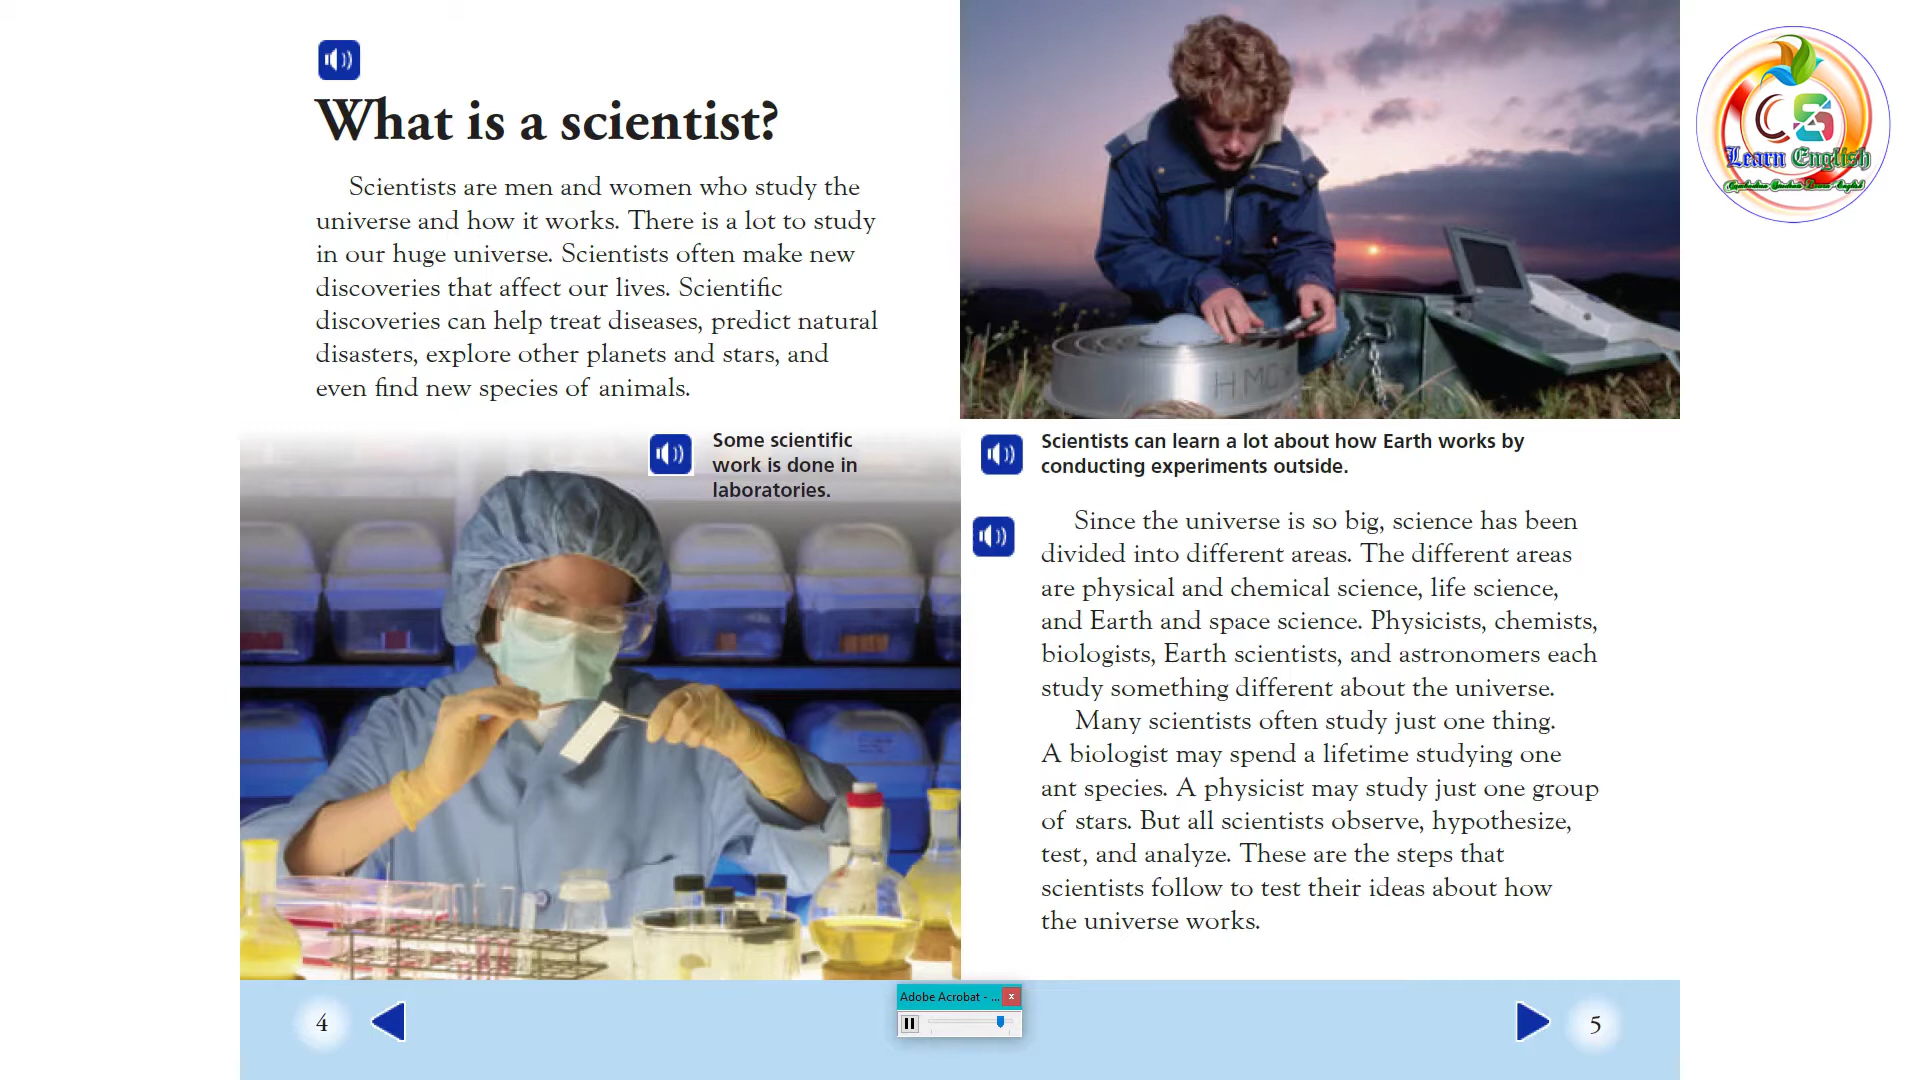 What is a scientist?
Scientists are men and women who study the
universe and how it works. There is a lot to study
in our huge universe. Scientists often make new
discoveries that affect our lives. Scientific
discoveries can help treat diseases, predict natural
disasters, explore other planets and stars, and
even find new species of animals.
Some scientific
work is done in
laboratories.
4
HMC
Scientists can learn a lot about how Earth works by
conducting experiments outside.
Since the universe is so big, science has been
divided into different areas. The different areas
are physical and chemical science, life science,
and Earth and space science. Physicists, chemists,
biologists, Earth scientists, and astronomers each
study something different about the universe.
Many scientists often study just one thing.
A biologist may spend a lifetime studying one
ant species. A physicist may study just one group
of stars. But all scientists observe, hypothesize,
test, and analyze. These are the steps that
scientists follow to test their ideas about how
the universe works.
5
Adobe Acrobat - ...
CS
Learn English
Cambodian Student Learn English